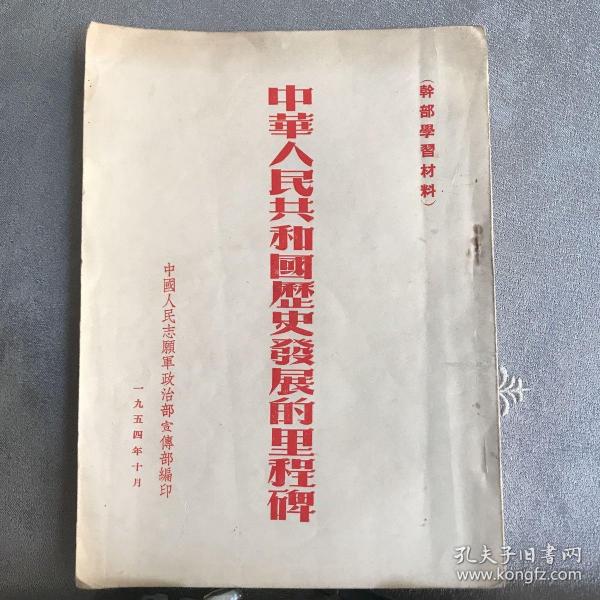 (幹部學習材料)
中華人民共和國歷史發展的里程碑
中國人民志願軍政治部宣傳部編印
一九五四年十月
孔夫子旧书网
www.kongfz.com